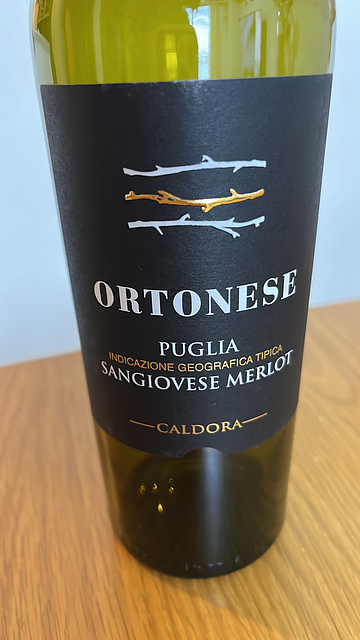 ORTONESE
PUGLIA
INDICAZIONE GEOGRAFICA TIPICA
SANGIOVESE MERLOT
CALDORA